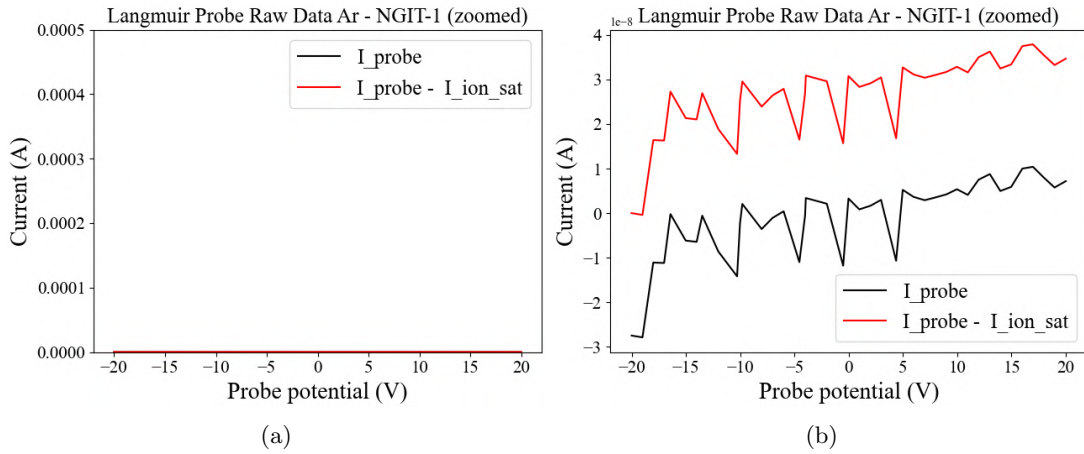 Langmuir Probe Raw Data Ar - NGIT-1 (zoomed)
0.0005
0.0004
0.0003
0.0002
0.0001
0.0000
Current (A)
I_probe
I_probe - I_ion_sat
−20 −15 −10 −5 0 5 10 15 20
Probe potential (V)
(a)
Langmuir Probe Raw Data Ar - NGIT-1 (zoomed)
1e−8
4
3
2
1
0
−1
−2
−3
Current (A)
I_probe
I_probe - I_ion_sat
−20 −15 −10 −5 0 5 10 15 20
Probe potential (V)
(b)